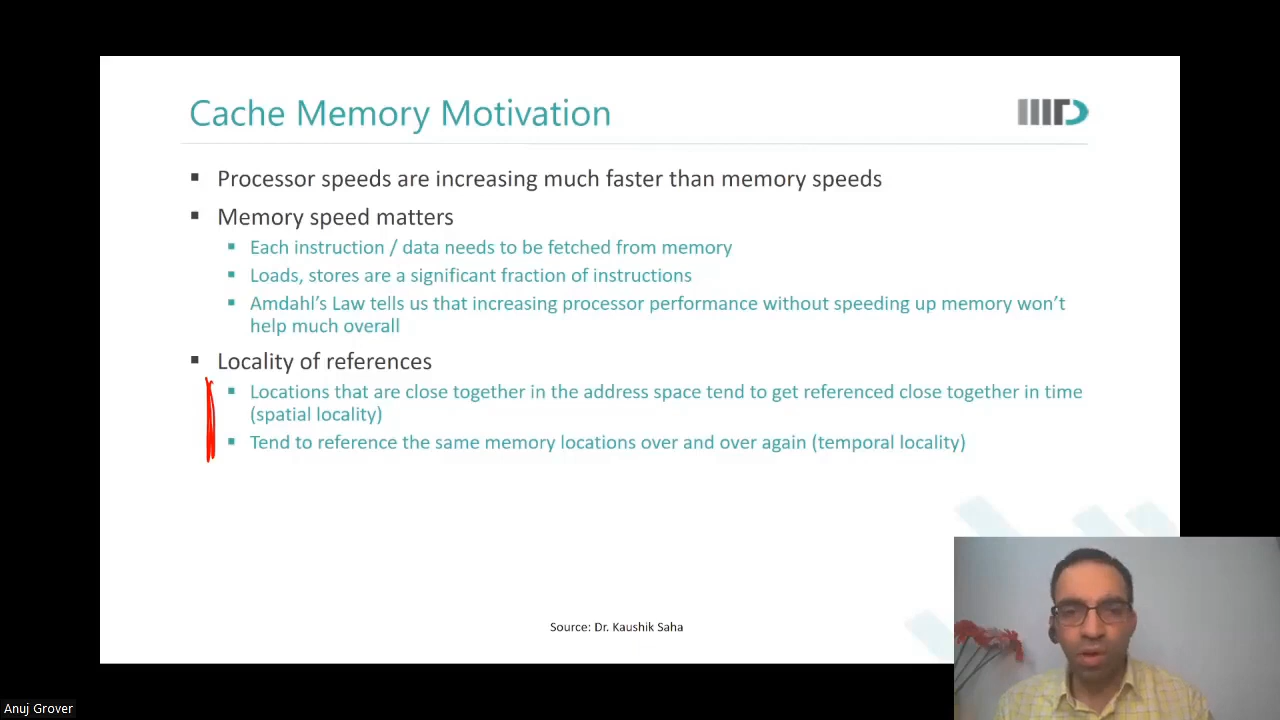 Cache Memory Motivation
IIITD
▪ Processor speeds are increasing much faster than memory speeds
▪ Memory speed matters
▪ Each instruction / data needs to be fetched from memory
▪ Loads, stores are a significant fraction of instructions
▪ Amdahl’s Law tells us that increasing processor performance without speeding up memory won’t
help much overall
▪ Locality of references
▪ Locations that are close together in the address space tend to get referenced close together in time
(spatial locality)
▪ Tend to reference the same memory locations over and over again (temporal locality)
Source: Dr. Kaushik Saha
Anuj Grover